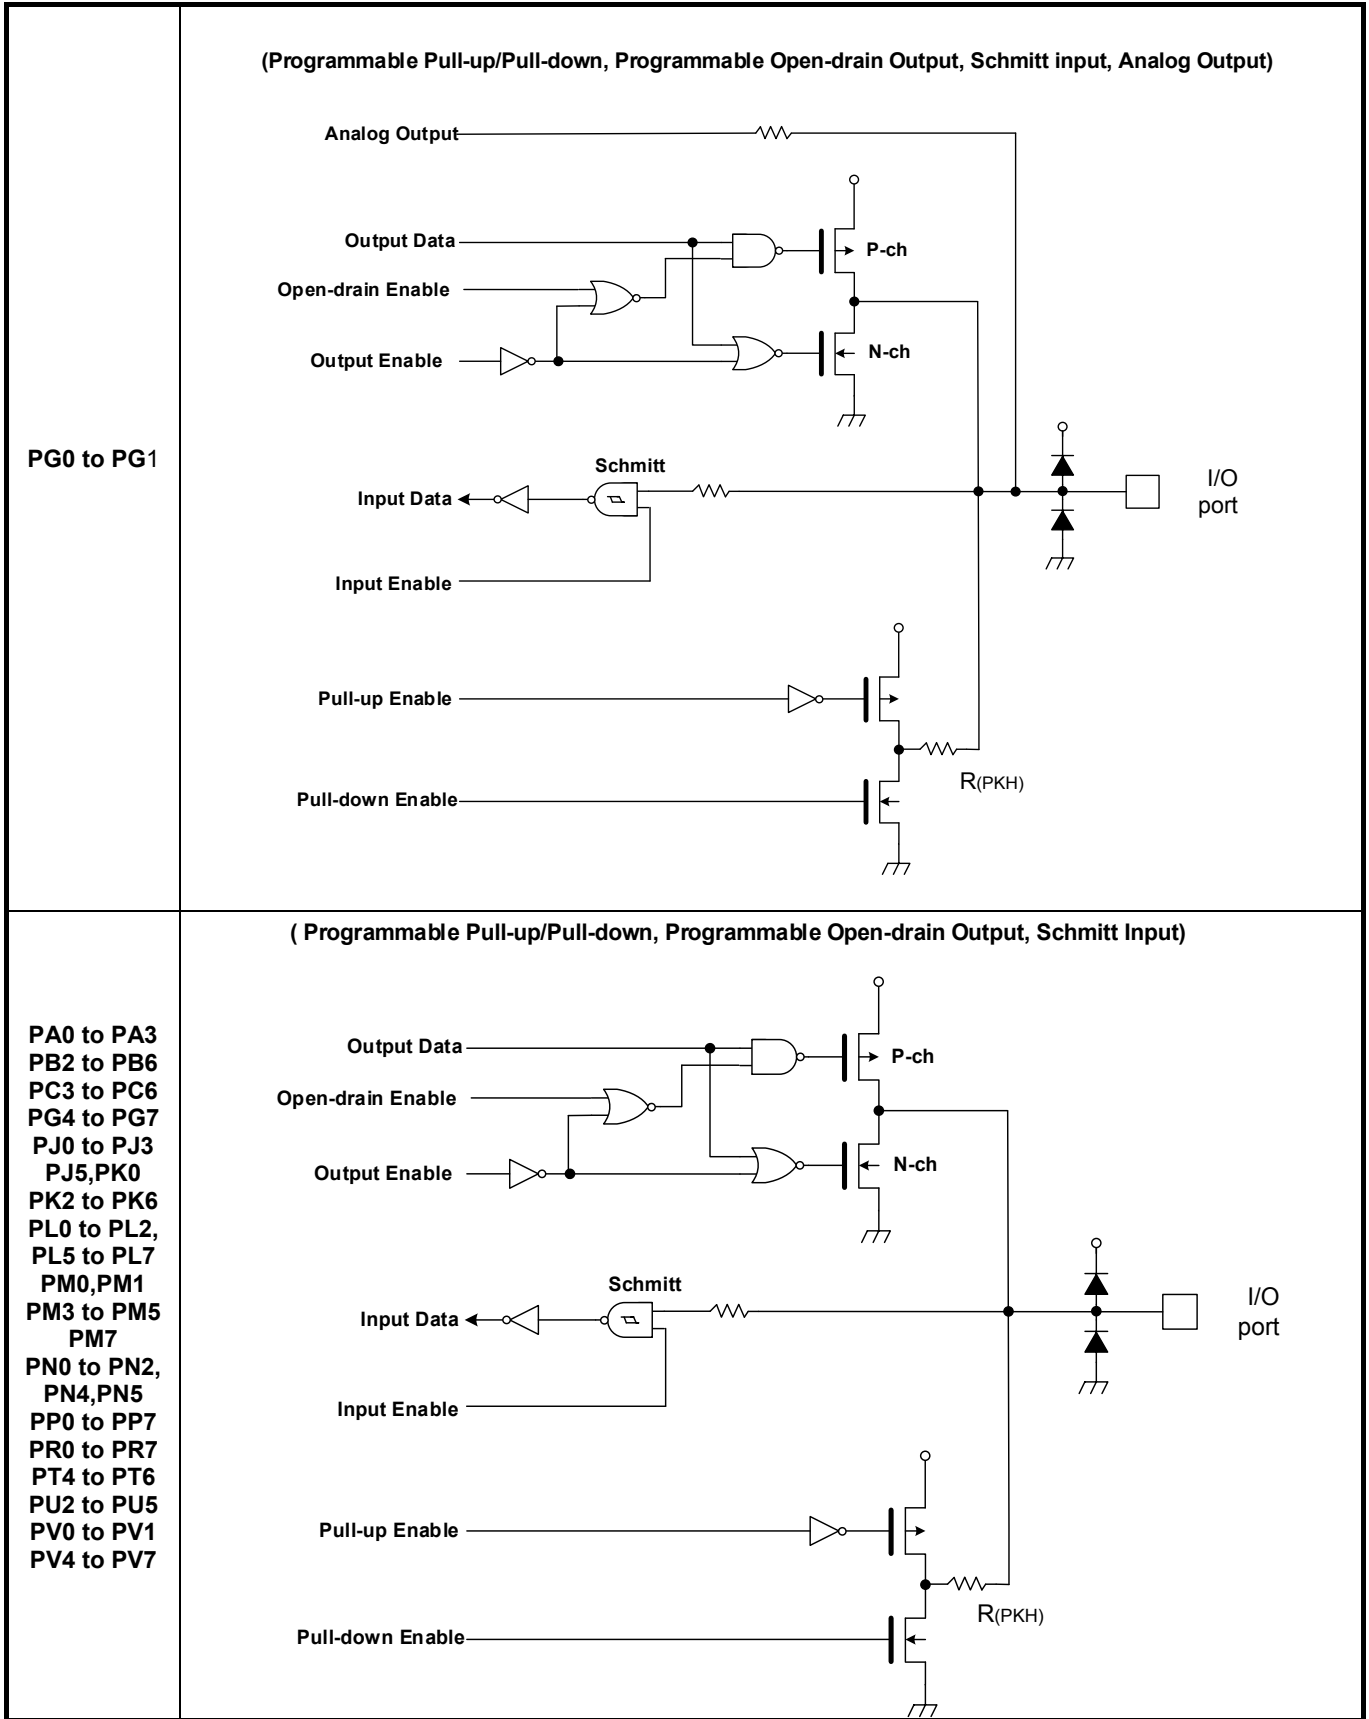 (Programmable Pull-up/Pull-down, Programmable Open-drain Output, Schmitt input, Analog Output)
Analog Output
Output Data
P-ch
Open-drain Enable
Output Enable
N-ch
PG0 to PG1
Schmitt
Input Data
I/O
port
Input Enable
Pull-up Enable
R(PKH)
Pull-down Enable
( Programmable Pull-up/Pull-down, Programmable Open-drain Output, Schmitt Input)
PA0 to PA3
PB2 to PB6
PC3 to PC6
PG4 to PG7
PJ0 to PJ3
PJ5,PK0
PK2 to PK6
PL0 to PL2,
PL5 to PL7
PM0,PM1
PM3 to PM5
PM7
PN0 to PN2,
PN4,PN5
PP0 to PP7
PR0 to PR7
PT4 to PT6
PU2 to PU5
PV0 to PV1
PV4 to PV7
Output Data
P-ch
Open-drain Enable
Output Enable
N-ch
Schmitt
Input Data
I/O
port
Input Enable
Pull-up Enable
R(PKH)
Pull-down Enable